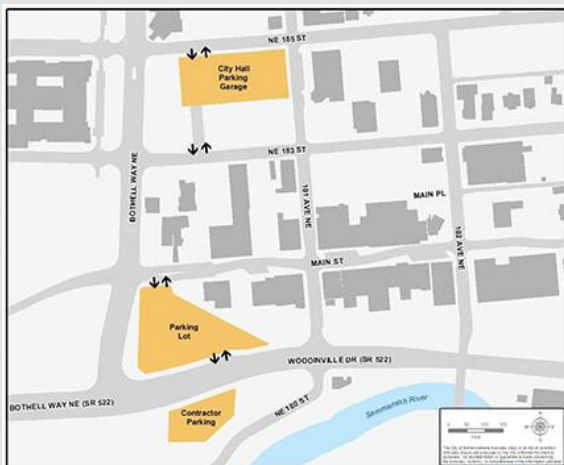 NE 185 ST
City Hall
Parking
Garage
NE 183 ST
BOTHELL WAY NE
101 AVE NE
MAIN PL
102 AVE NE
MAIN ST
Parking
Lot
WOODINVILLE DR (SR 522)
BOTHELL WAY NE (SR 522)
Contractor
Parking
NE 180 ST
Sammamish River